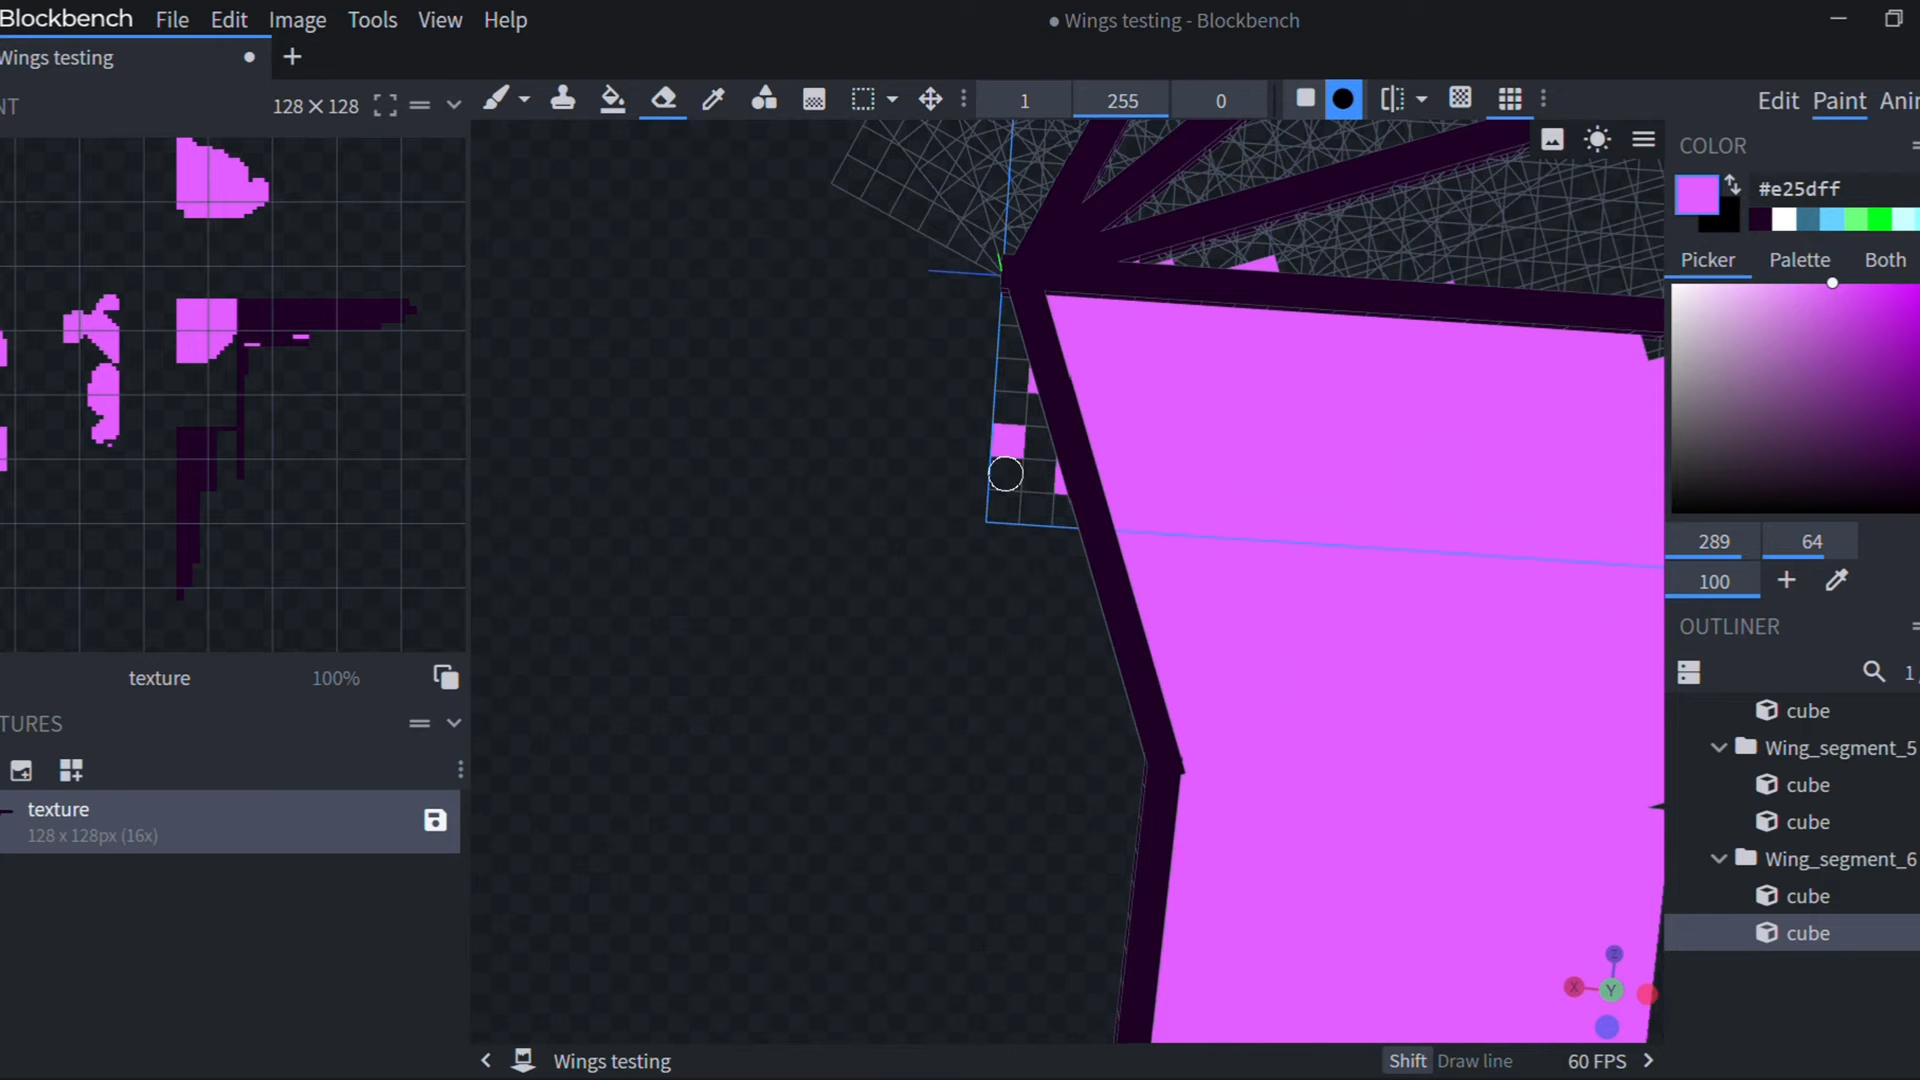 Blockbench File Edit Image Tools View Help
Wings testing - Blockbench
Wings testing
NT 128×128
1 255 0
Edit Paint Anir
COLOR
#e25dff
Picker Palette Both
289 64
100
OUTLINER
1/
cube
Wing_segment_5
cube
cube
Wing_segment_6
cube
cube
texture 100%
TURES
texture
128 x 128px (16x)
Z
X
Y
Wings testing
Shift Draw line 60 FPS